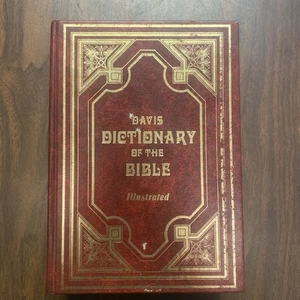 DAVIS
DICTIONARY
OF THE
BIBLE
Illustrated